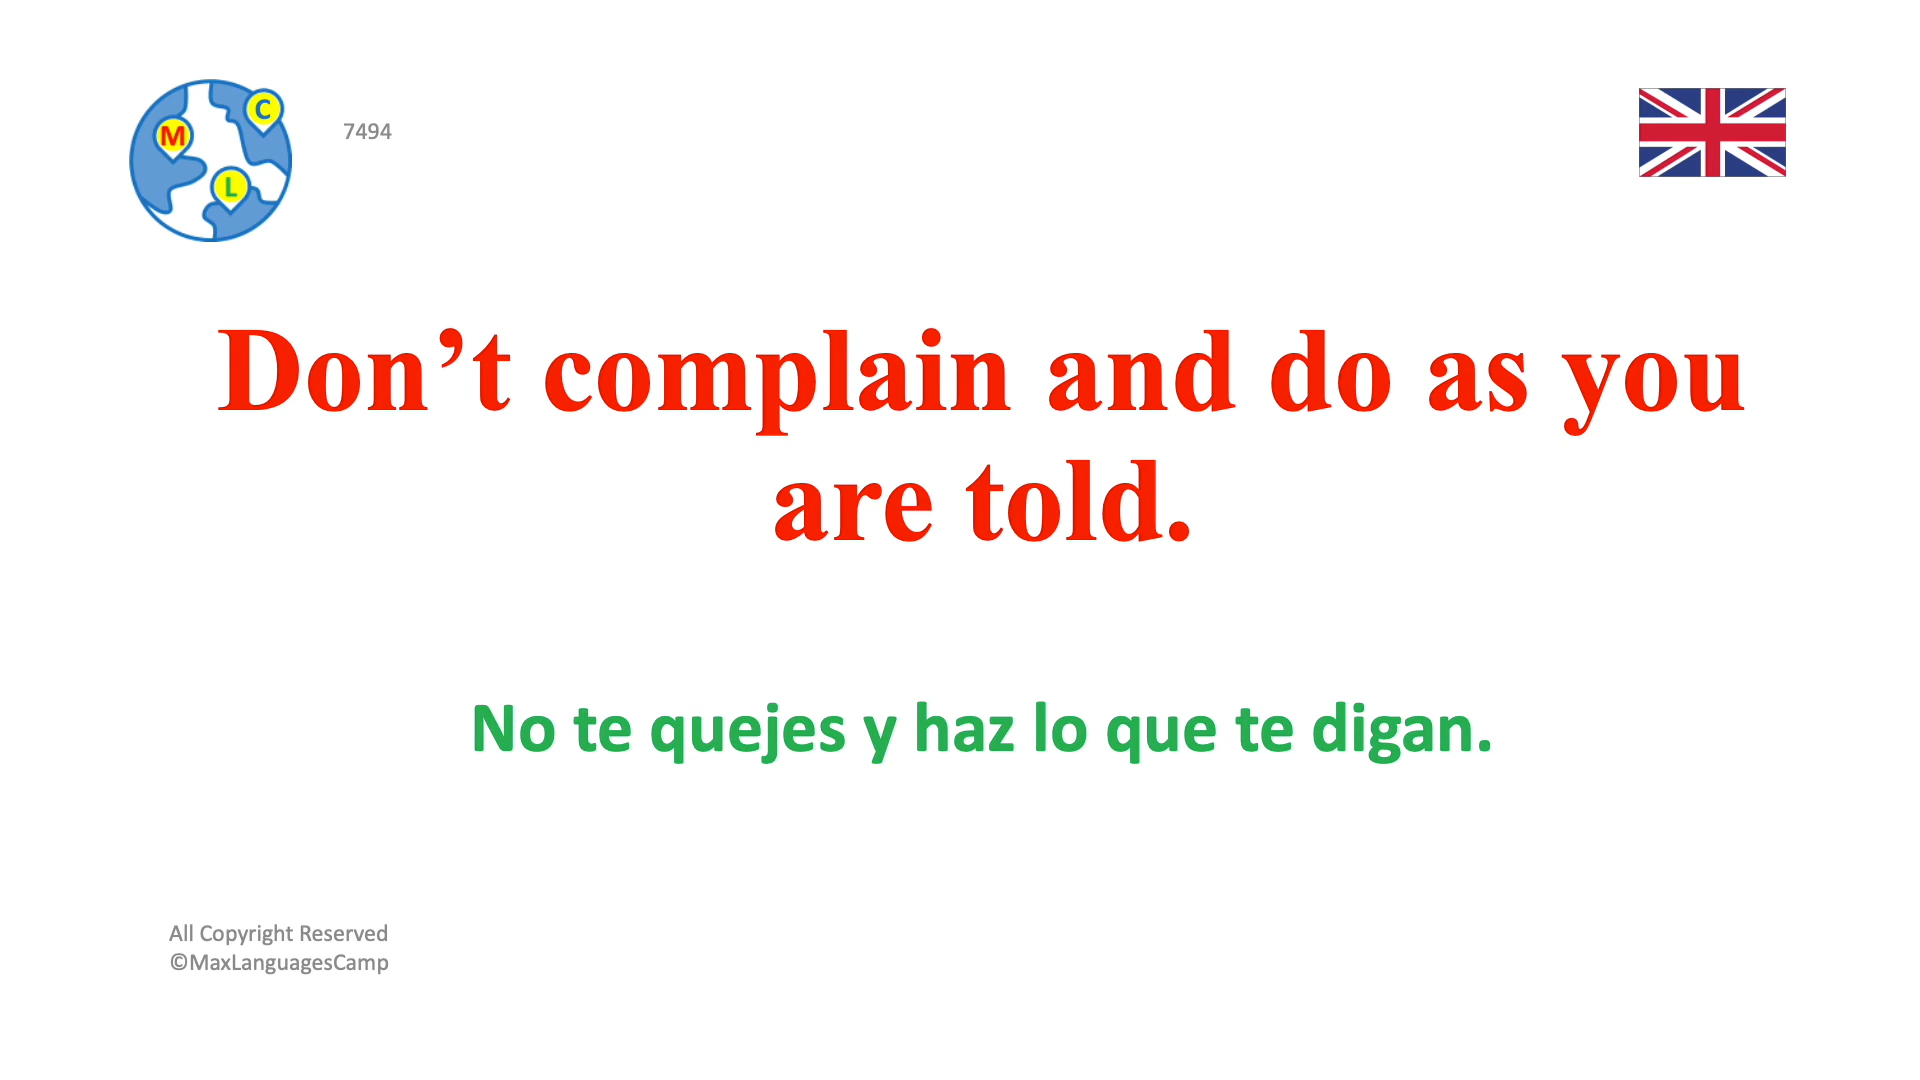 M
C
L
7494
Don’t complain and do as you
are told.
No te quejes y haz lo que te digan.
All Copyright Reserved
©MaxLanguagesCamp